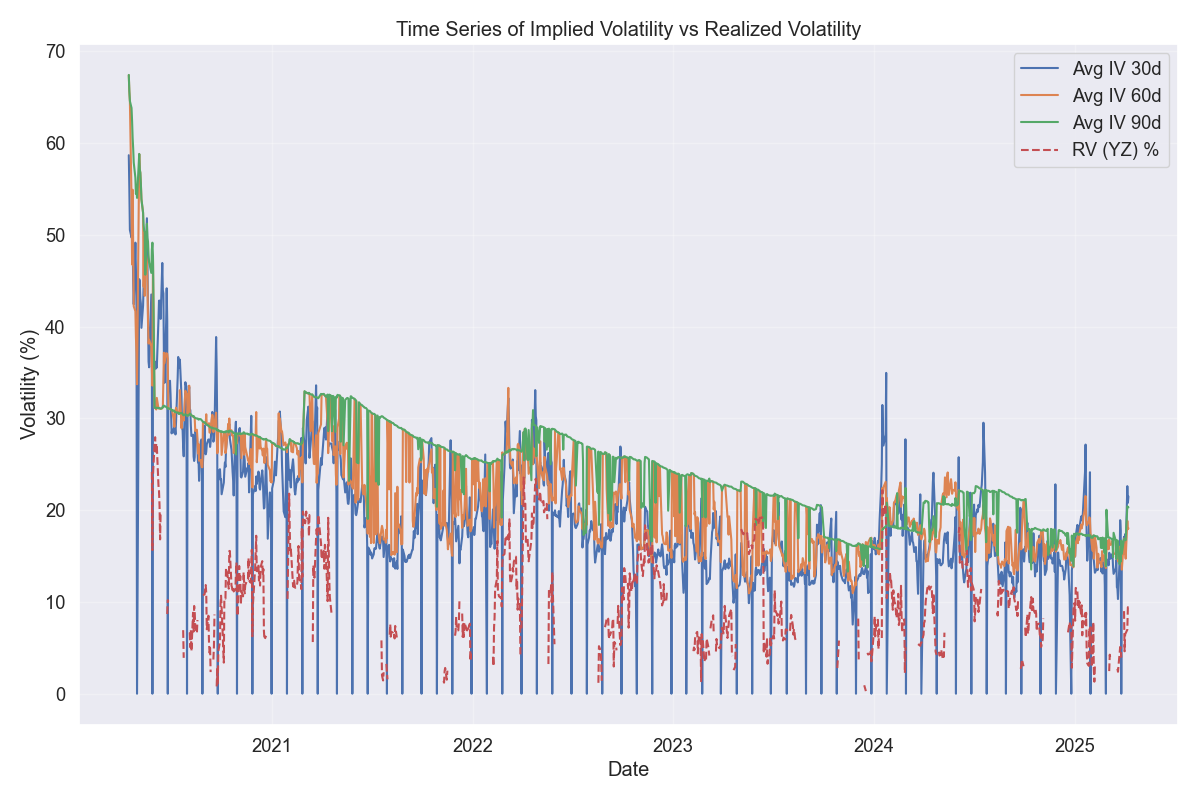 Time Series of Implied Volatility vs Realized Volatility
Avg IV 30d
Avg IV 60d
Avg IV 90d
RV (YZ) %
Volatility (%)
70
60
50
40
30
20
10
0
2021
2022
2023
2024
2025
Date